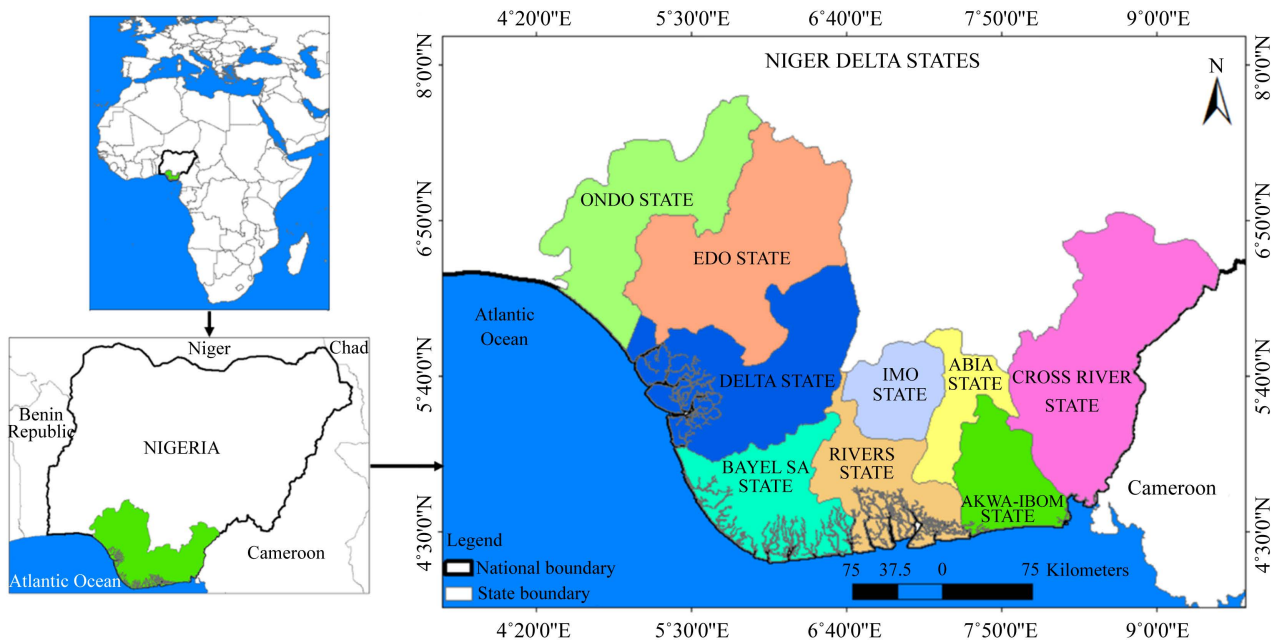 4°20'0"E 5°30'0"E 6°40'0"E 7°50'0"E 9°0'0"E
NIGER DELTA STATES
N
8°0'0"N
8°0'0"N
ONDO STATE
6°50'0"N
6°50'0"N
EDO STATE
Atlantic
Ocean
5°40'0"N
5°40'0"N
DELTA STATE
IMO
STATE
ABIA
STATE
CROSS RIVER
STATE
BAYEL SA
STATE
RIVERS
STATE
AKWA-IBOM
STATE
Cameroon
4°30'0"N
4°30'0"N
Legend
National boundary
State boundary
75 37.5 0 75 Kilometers
4°20'0"E 5°30'0"E 6°40'0"E 7°50'0"E 9°0'0"E
Niger
Chad
Benin
Republic
NIGERIA
Cameroon
Atlantic Ocean